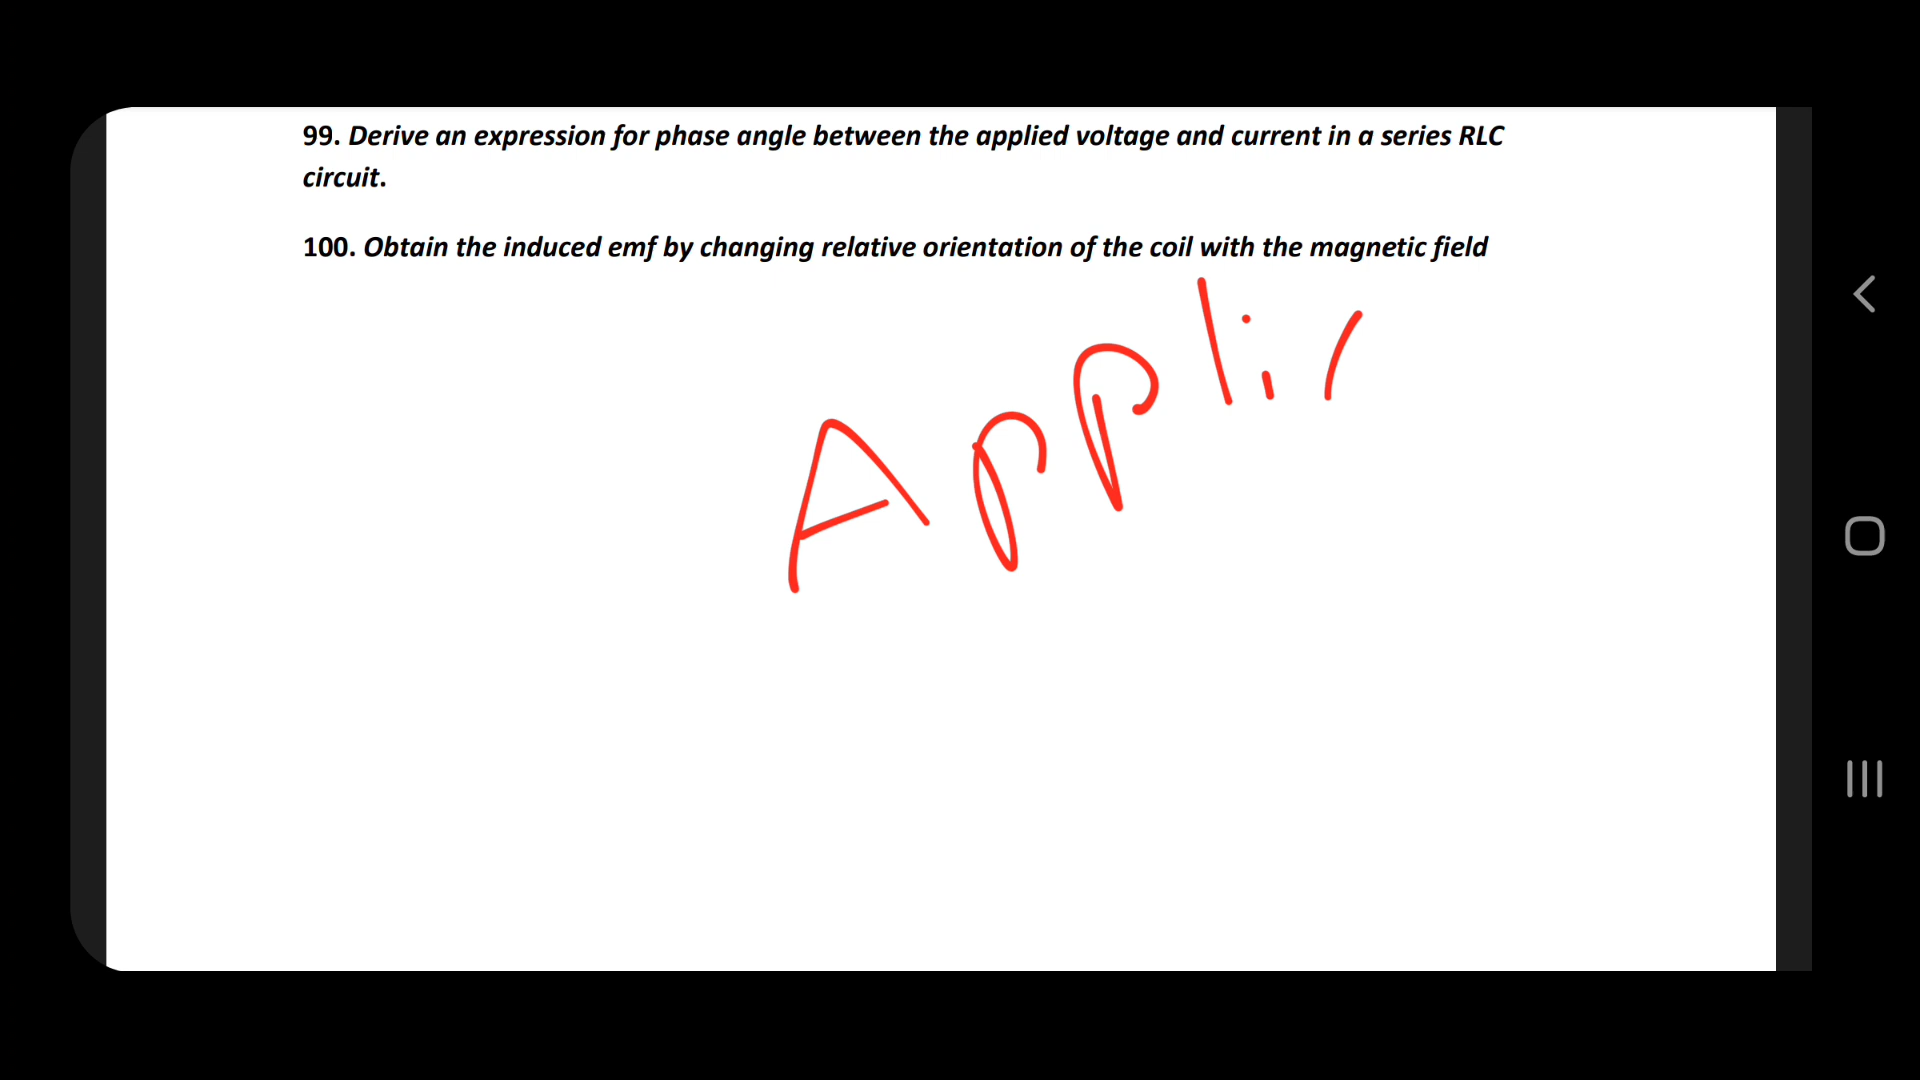 99. Derive an expression for phase angle between the applied voltage and current in a series RLC
circuit.
100. Obtain the induced emf by changing relative orientation of the coil with the magnetic field
Appli